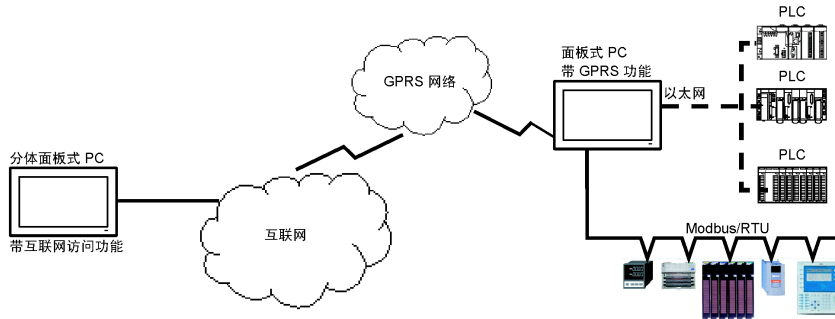 PLC
面板式 PC
带 GPRS 功能
GPRS 网络
以太网
PLC
分体面板式 PC
PLC
互联网
带互联网访问功能
Modbus/RTU